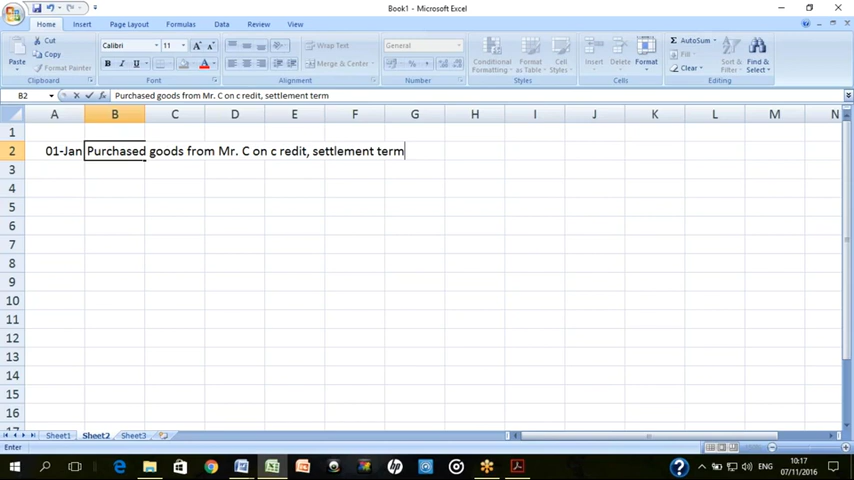 Book1 - Microsoft Excel
Home Insert Page Layout Formulas Data Review View
Paste Cut Copy Format Painter Clipboard
Calibri 11 A A B I U A Font
Wrap Text Merge & Center Alignment
General % , Number
Conditional Formatting Format as Table Cell Styles Styles
Insert Delete Format Cells
Σ AutoSum Fill Clear Sort & Filter Find & Select Editing
B2 fx Purchased goods from Mr. C on c redit, settlement term
A B C D E F G H I J K L M N
1
2 01-Jan Purchased goods from Mr. C on c redit, settlement term
3
4
5
6
7
8
9
10
11
12
13
14
15
16
17
Sheet1 Sheet2 Sheet3
Enter 100%
ENG 10:17
07/11/2016